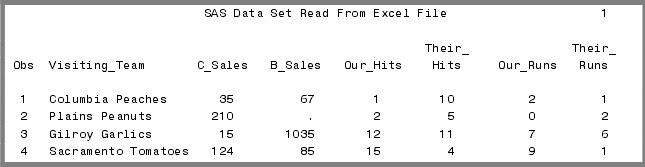 SAS Data Set Read From Excel File 1
Their_ Their_
Obs Visiting_Team C_Sales B_Sales Our_Hits Hits Our_Runs Runs
1 Columbia Peaches 35 67 1 10 2 1
2 Plains Peanuts 210 . 2 5 0 2
3 Gilroy Garlics 15 1035 12 11 7 6
4 Sacramento Tomatoes 124 85 15 4 9 1